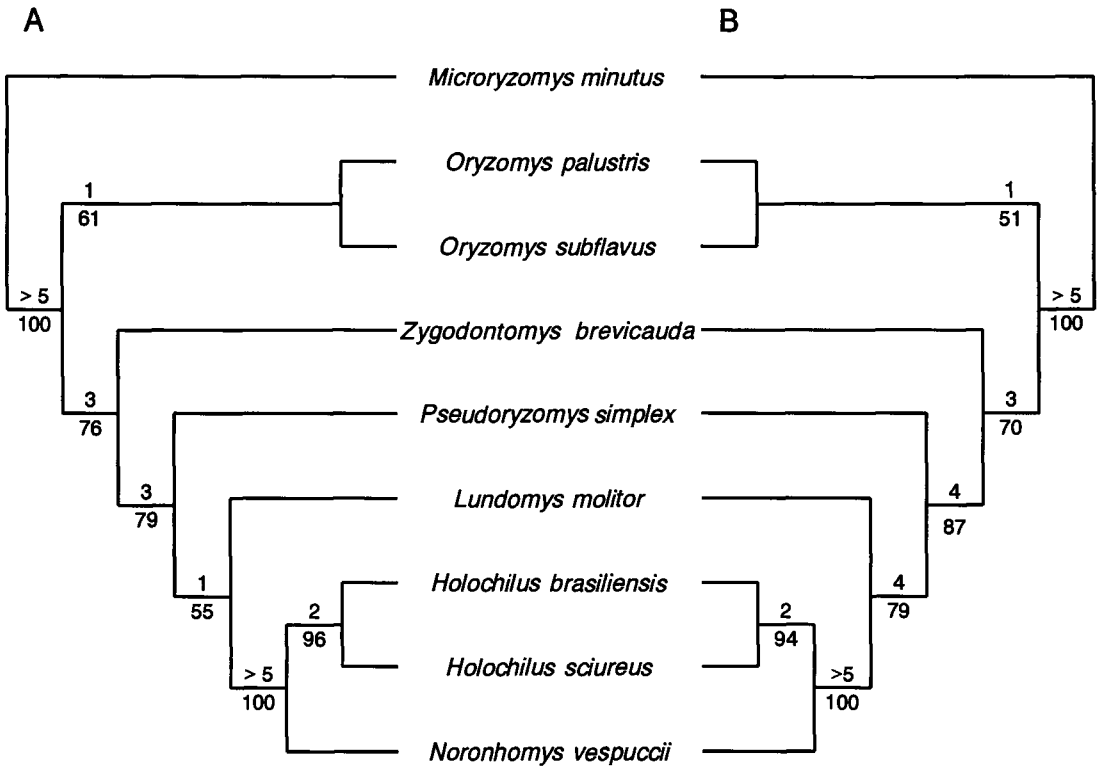 A B
Microryzomys minutus
Oryzomys palustris
1 1
61 51
Oryzomys subflavus
> 5 > 5
100 100
Zygodontomys brevicauda
3 3
76 70
Pseudoryzomys simplex
3 4
79 87
Lundomys molitor
1 4
55 79
Holochilus brasiliensis
2 2
96 94
Holochilus sciureus
> 5 >5
100 100
Noronhomys vespuccii